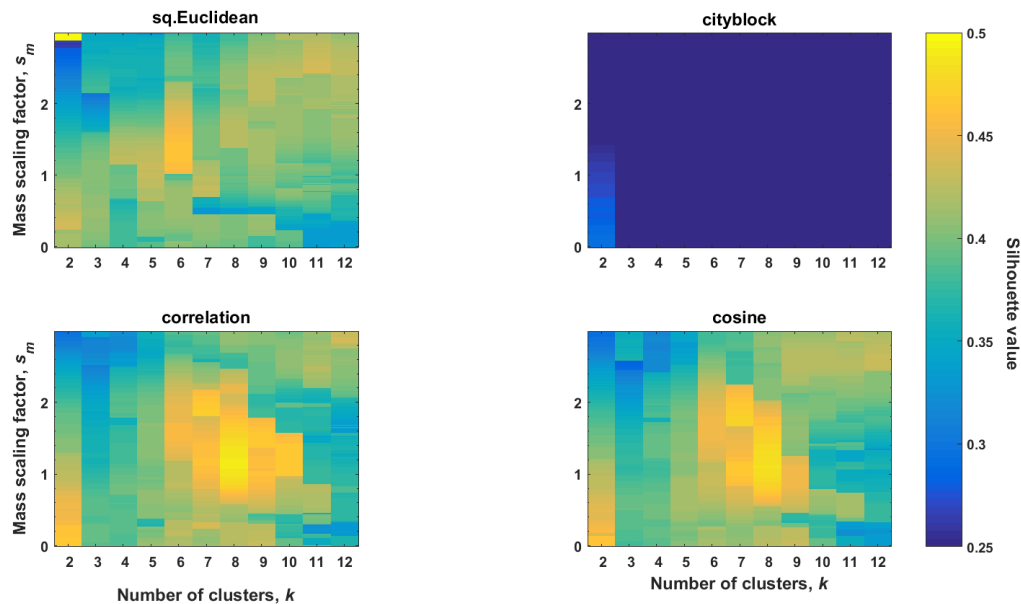 sq.Euclidean
cityblock
Mass scaling factor, s_m
2
1
0
2 3 4 5 6 7 8 9 10 11 12
2
1
0
2 3 4 5 6 7 8 9 10 11 12
correlation
cosine
Mass scaling factor, s_m
2
1
0
2 3 4 5 6 7 8 9 10 11 12
Number of clusters, k
2
1
0
2 3 4 5 6 7 8 9 10 11 12
Number of clusters, k
0.5
0.45
0.4
0.35
0.3
0.25
Silhouette value